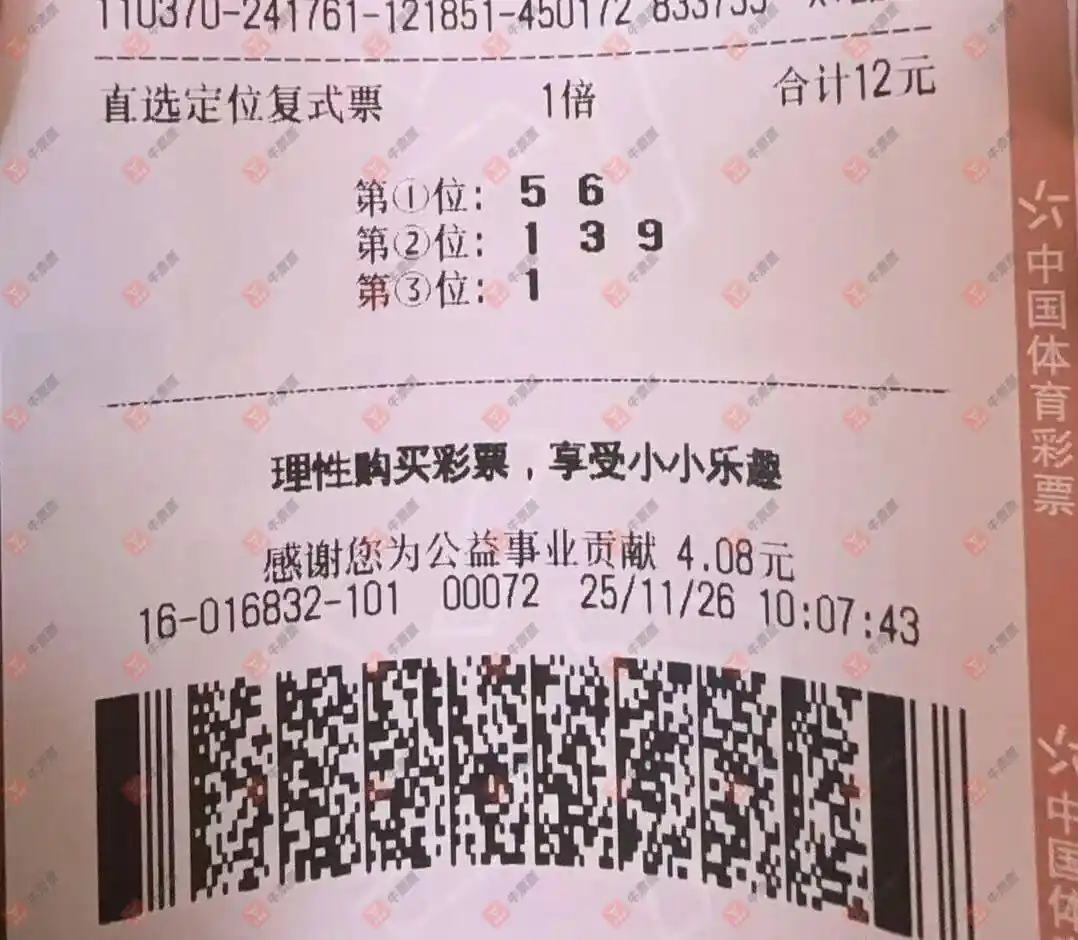 110370-241761-121851-450172 833735
直选定位复式票 1倍 合计12元
第①位: 5 6
第②位: 1 3 9
第③位: 1
理性购买彩票，享受小小乐趣
感谢您为公益事业贡献 4.08元
16-016832-101 00072 25/11/26 10:07:43
中国体育彩票
中国体
牛票票